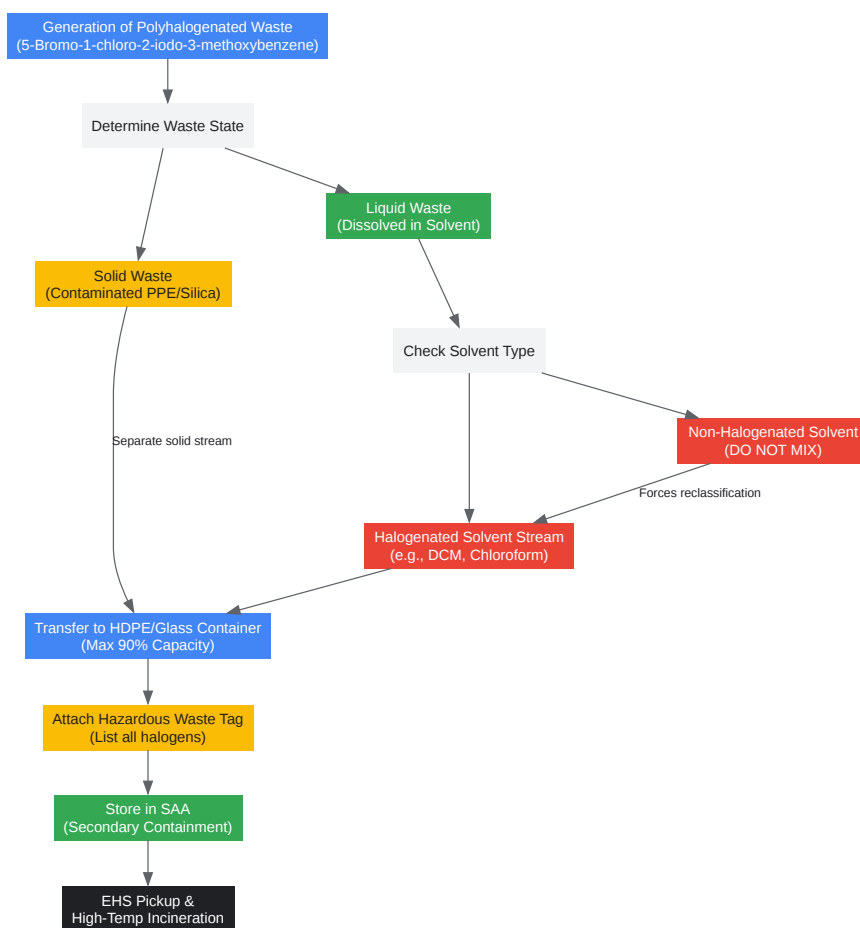 Generation of Polyhalogenated Waste
(5-Bromo-1-chloro-2-iodo-3-methoxybenzene)
Determine Waste State
Liquid Waste
(Dissolved in Solvent)
Solid Waste
(Contaminated PPE/Silica)
Check Solvent Type
Non-Halogenated Solvent
(DO NOT MIX)
Separate solid stream
Forces reclassification
Halogenated Solvent Stream
(e.g., DCM, Chloroform)
Transfer to HDPE/Glass Container
(Max 90% Capacity)
Attach Hazardous Waste Tag
(List all halogens)
Store in SAA
(Secondary Containment)
EHS Pickup &
High-Temp Incineration